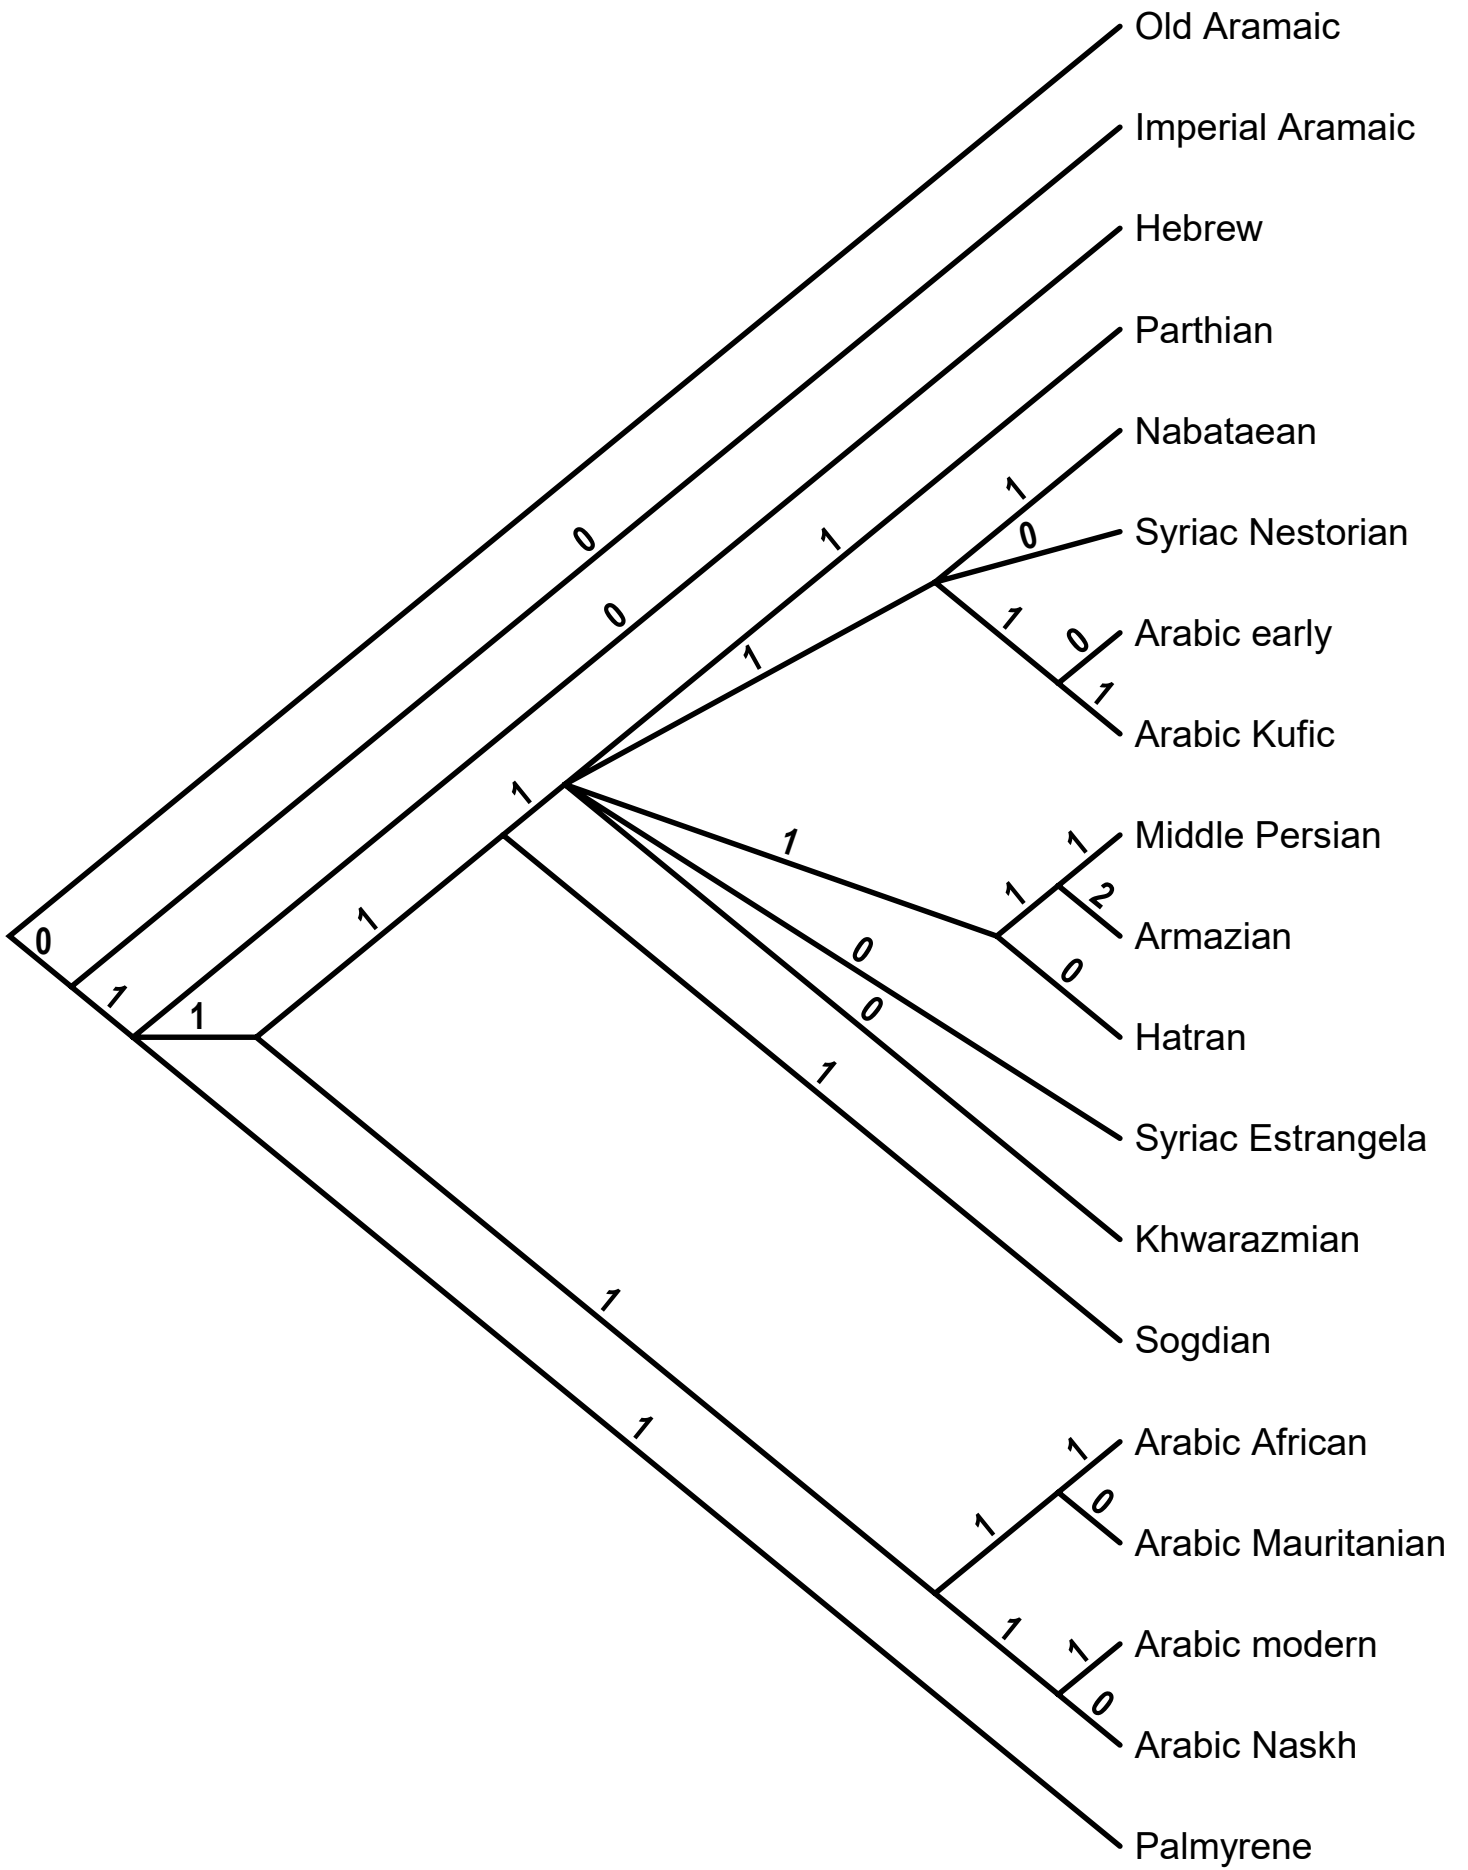 Old Aramaic
Imperial Aramaic
Hebrew
Parthian
Nabataean
1
Syriac Nestorian
0
0
1
0
1
Arabic early
0
1
1
Arabic Kufic
1
1
Middle Persian
1
1
2
1
Armazian
0
0
1
0
1
0
Hatran
1
1
Syriac Estrangela
Khwarazmian
1
Sogdian
1
1
Arabic African
1
0
1
Arabic Mauritanian
1
1
Arabic modern
0
Arabic Naskh
Palmyrene